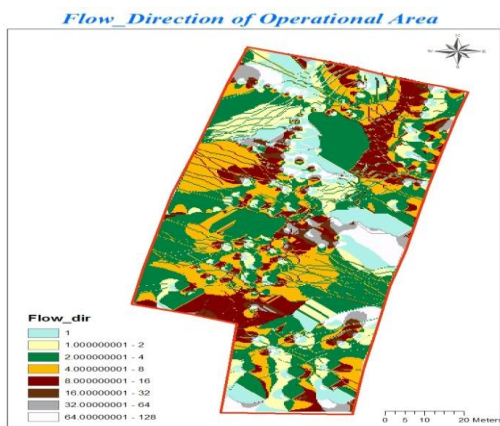 Flow_Direction of Operational Area
Flow_dir
1
1.000000001 - 2
2.000000001 - 4
4.000000001 - 8
8.000000001 - 16
16.00000001 - 32
32.00000001 - 64
64.00000001 - 128
0 5 10 20 Meters